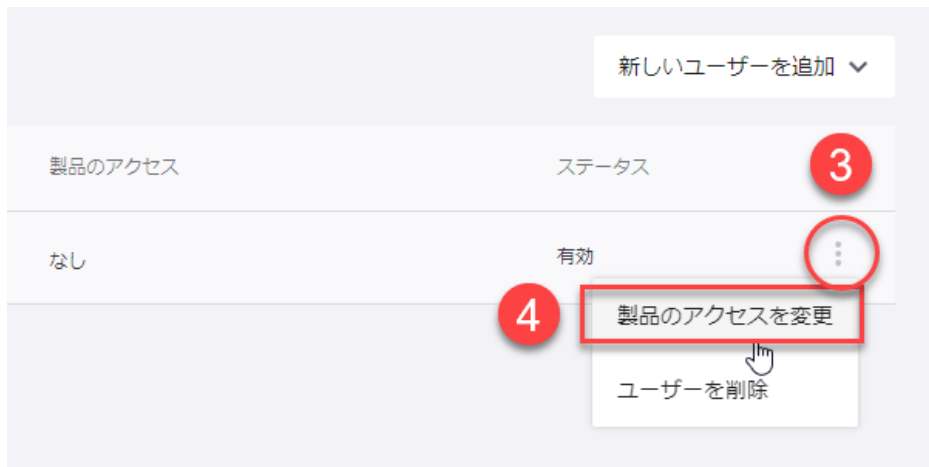 新しいユーザーを追加
製品のアクセス
ステータス
3
なし
有効
4
製品のアクセスを変更
ユーザーを削除